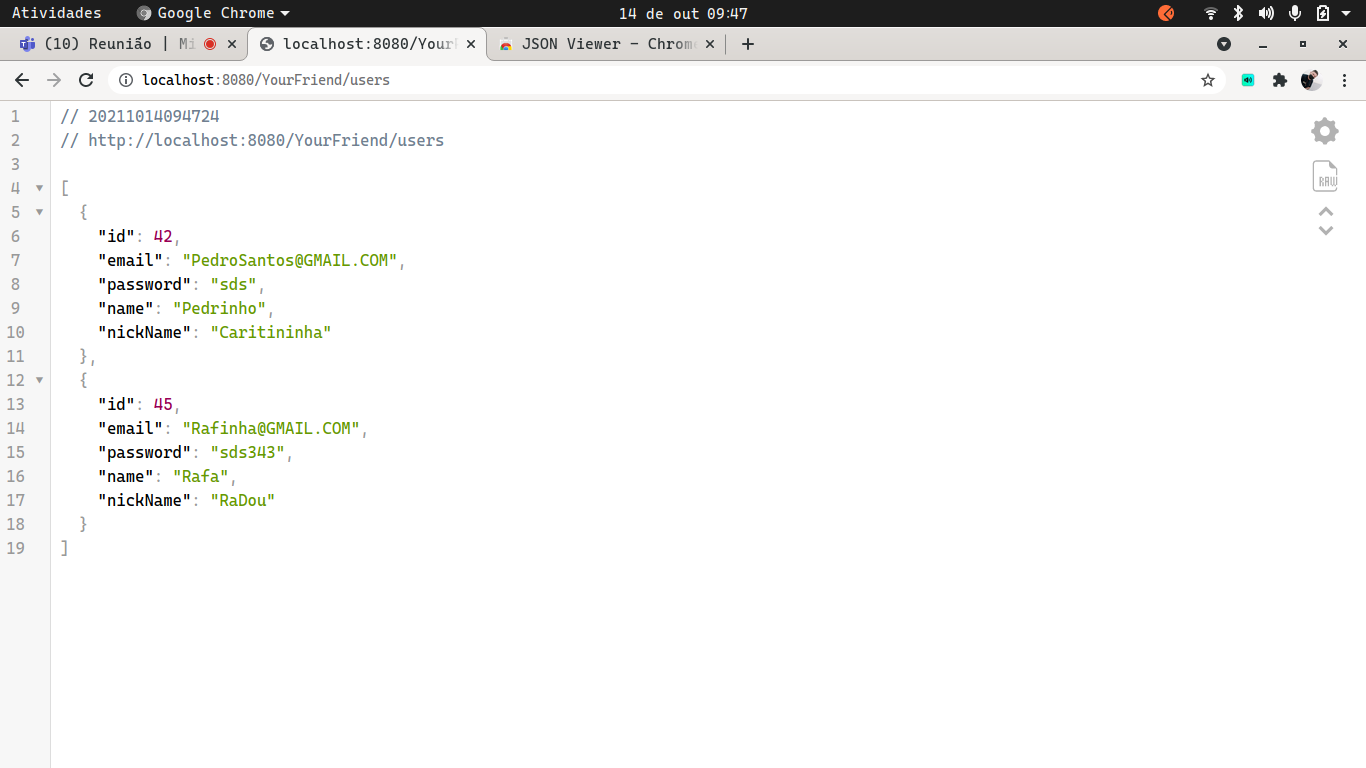 Atividades Google Chrome 14 de out 09:47
(10) Reunião | Mi localhost:8080/Your JSON Viewer - Chrom
localhost:8080/YourFriend/users
1 // 20211014094724
2 // http://localhost:8080/YourFriend/users
3
4 [
5 {
6 "id": 42,
7 "email": "PedroSantos@GMAIL.COM",
8 "password": "sds",
9 "name": "Pedrinho",
10 "nickName": "Caritininha"
11 },
12 {
13 "id": 45,
14 "email": "Rafinha@GMAIL.COM",
15 "password": "sds343",
16 "name": "Rafa",
17 "nickName": "RaDou"
18 }
19 ]
RAW